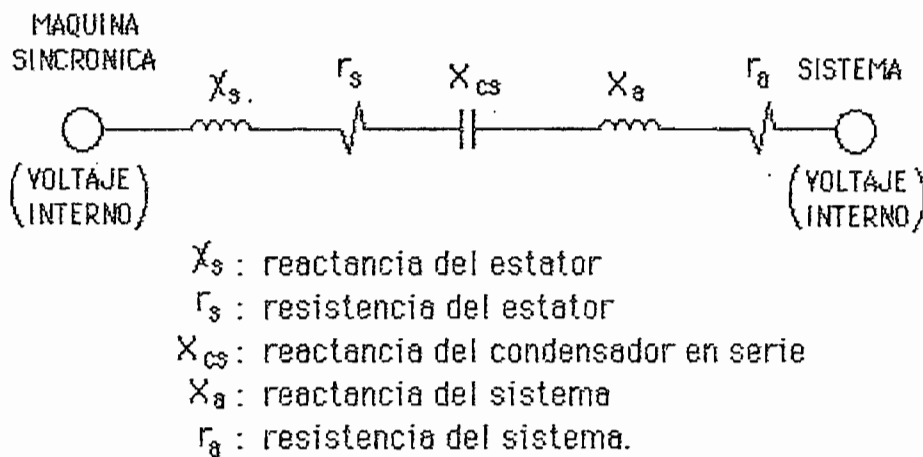 MAQUINA
SINCRONICA
Xs.
rs
Xcs
Xa
ra
SISTEMA
(VOLTAJE INTERNO)
(VOLTAJE INTERNO)
Xs : reactancia del estator
rs : resistencia del estator
Xcs : reactancia del condensador en serie
Xa : reactancia del sistema
ra : resistencia del sistema.